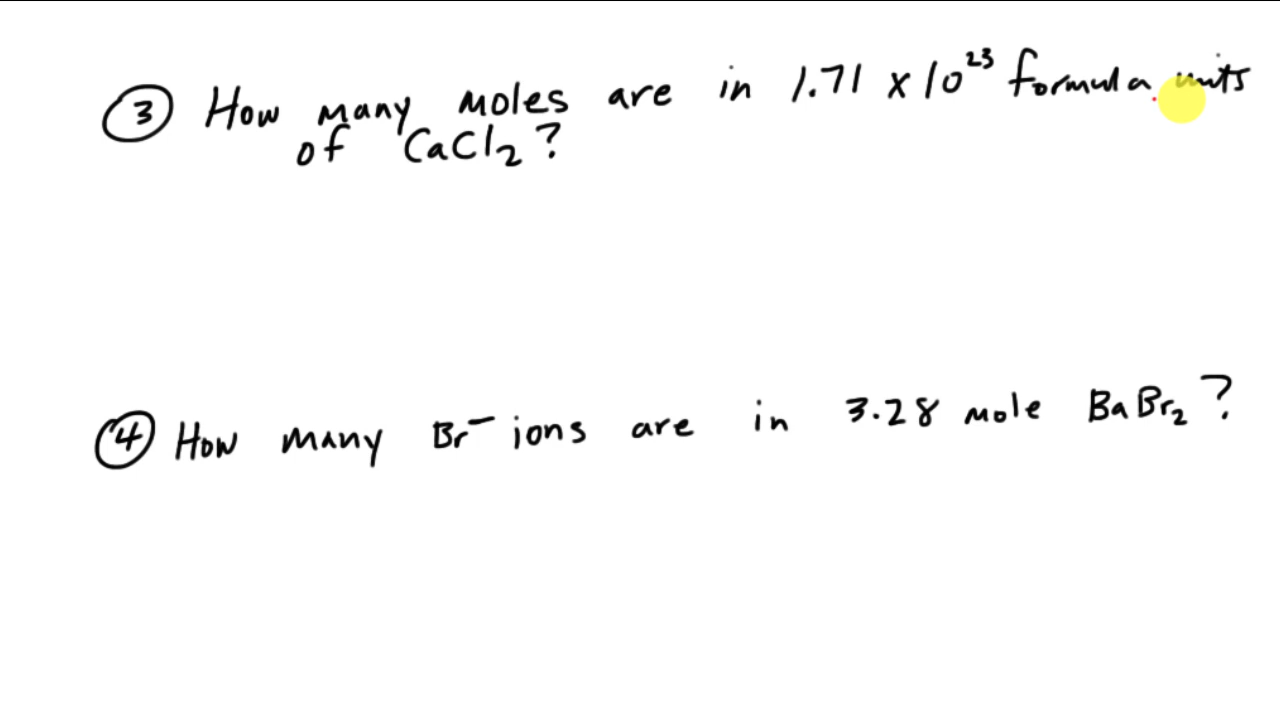 ③ How many moles are in 1.71 x 10²³ formula units
of CaCl₂?
④ How many Br⁻ ions are in 3.28 mole BaBr₂?